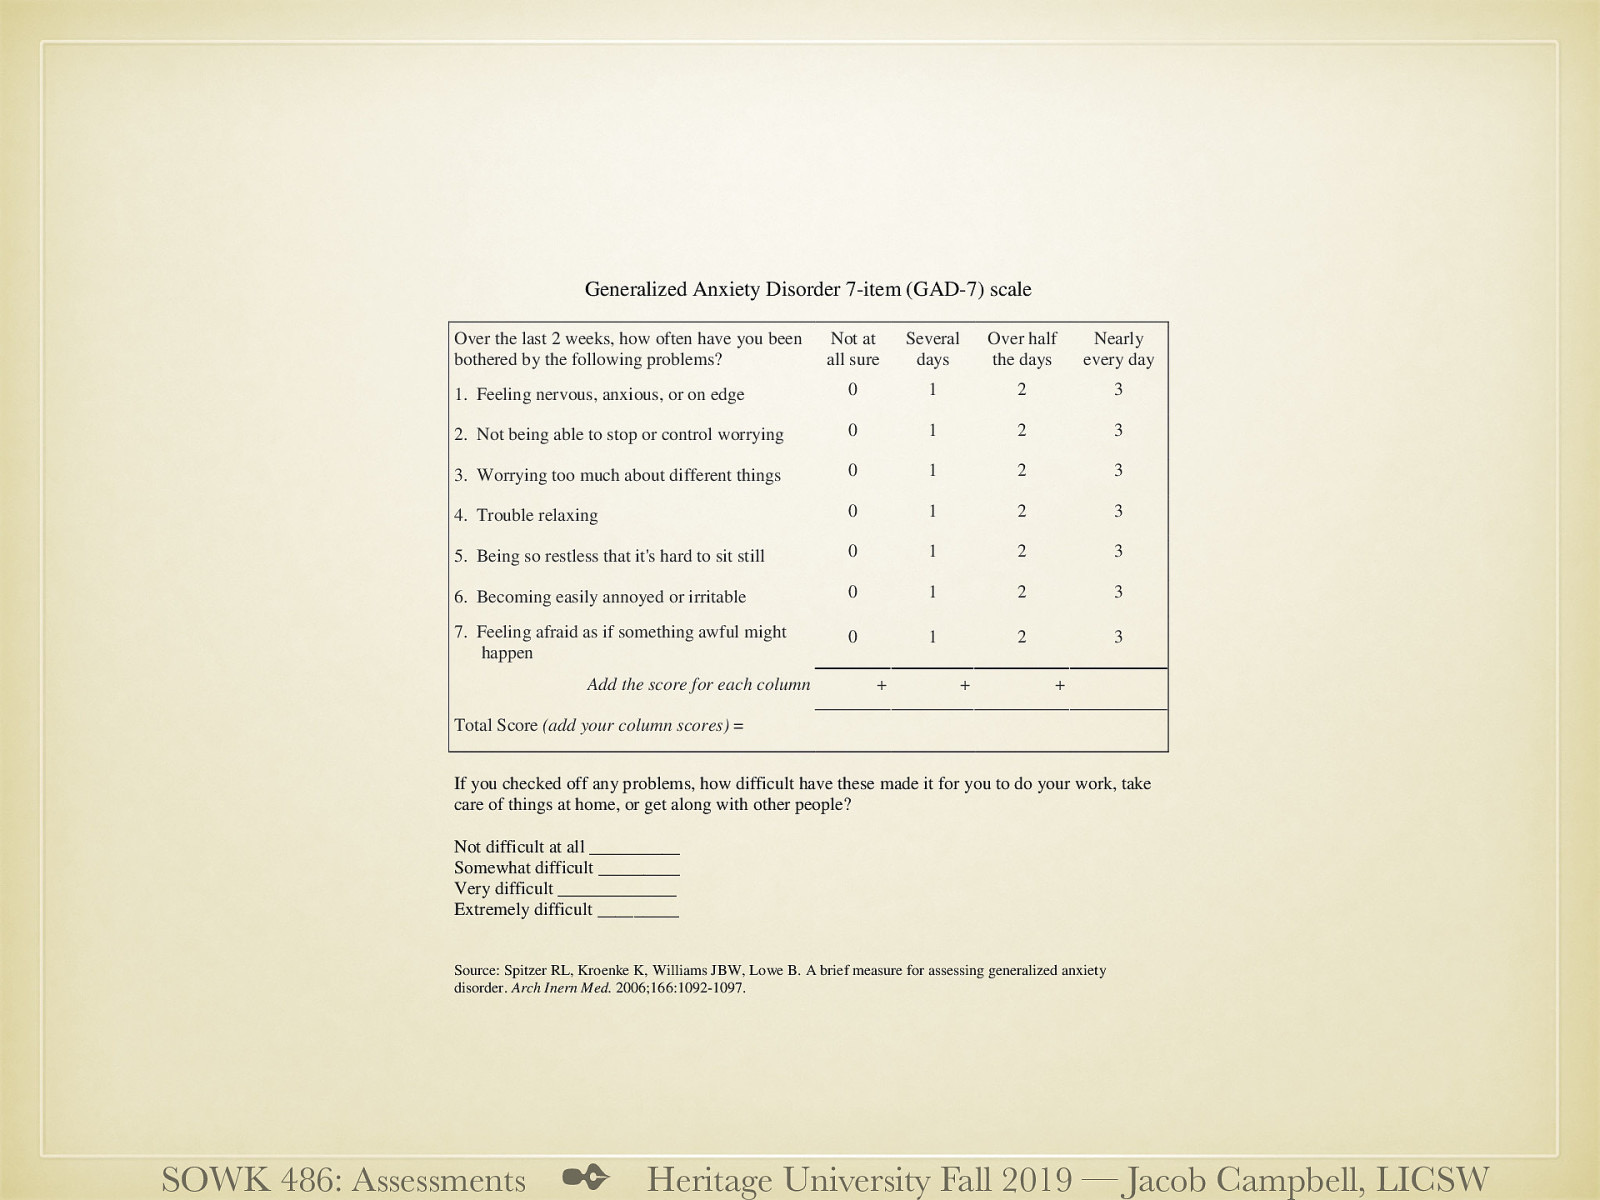 Generalized Anxiety Disorder 7-item (GAD-7) scale
Over the last 2 weeks, how often have you been bothered by the following problems? Not at all sure Several days Over half the days Nearly every day
1. Feeling nervous, anxious, or on edge 0 1 2 3
2. Not being able to stop or control worrying 0 1 2 3
3. Worrying too much about different things 0 1 2 3
4. Trouble relaxing 0 1 2 3
5. Being so restless that it's hard to sit still 0 1 2 3
6. Becoming easily annoyed or irritable 0 1 2 3
7. Feeling afraid as if something awful might happen 0 1 2 3
Add the score for each column + + +
Total Score (add your column scores) =
If you checked off any problems, how difficult have these made it for you to do your work, take
care of things at home, or get along with other people?
Not difficult at all __________
Somewhat difficult _________
Very difficult _____________
Extremely difficult _________
Source: Spitzer RL, Kroenke K, Williams JBW, Lowe B. A brief measure for assessing generalized anxiety
disorder. Arch Inern Med. 2006;166:1092-1097.
SOWK 486: Assessments Heritage University Fall 2019 — Jacob Campbell, LICSW